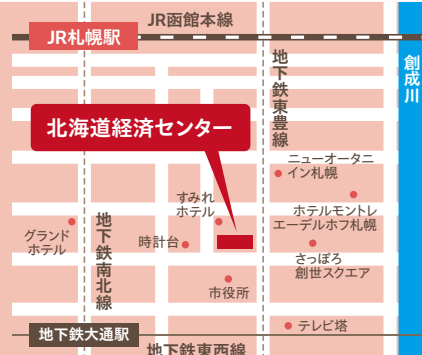 JR函館本線
JR札幌駅
創成川
地下鉄東豊線
北海道経済センター
ニューオータニ
イン札幌
すみれ
ホテル
ホテルモントレ
エーデルホフ札幌
グランド
ホテル
地下鉄南北線
時計台
さっぽろ
創世スクエア
市役所
地下鉄大通駅
テレビ塔
地下鉄東西線